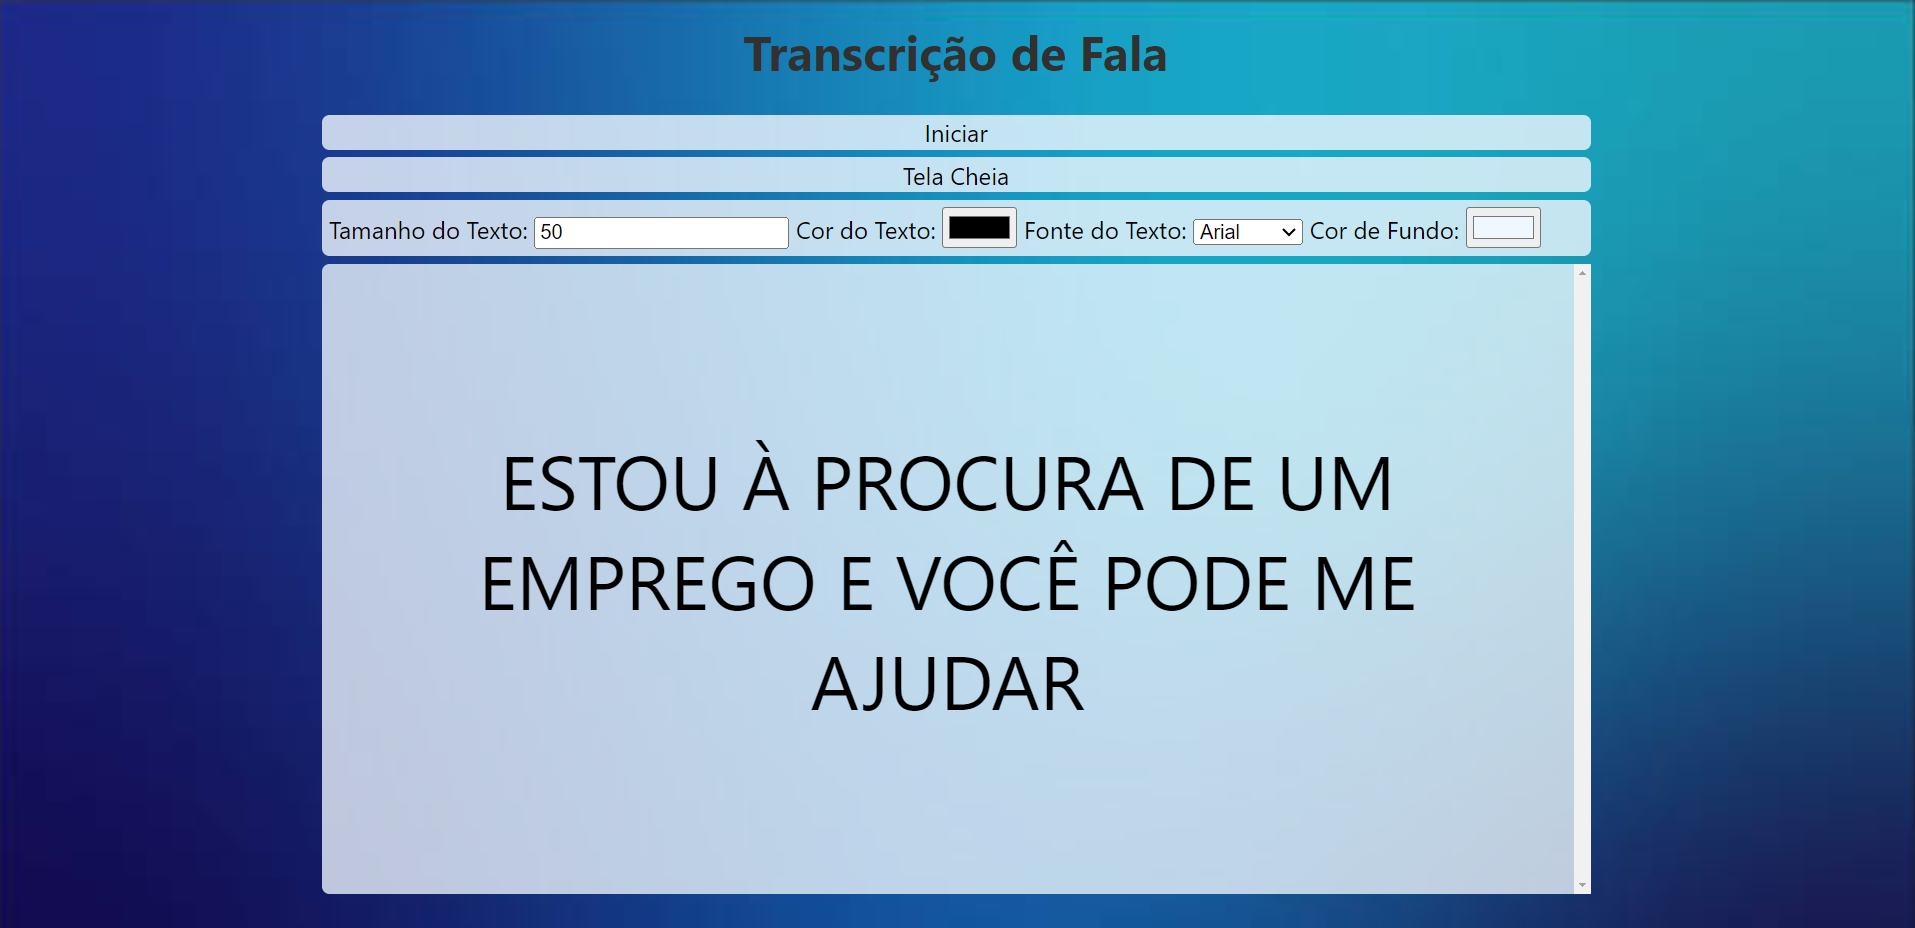 Transcrição de Fala
Iniciar
Tela Cheia
Tamanho do Texto: 50 Cor do Texto: Fonte do Texto: Arial Cor de Fundo:
ESTOU À PROCURA DE UM
EMPREGO E VOCÊ PODE ME
AJUDAR